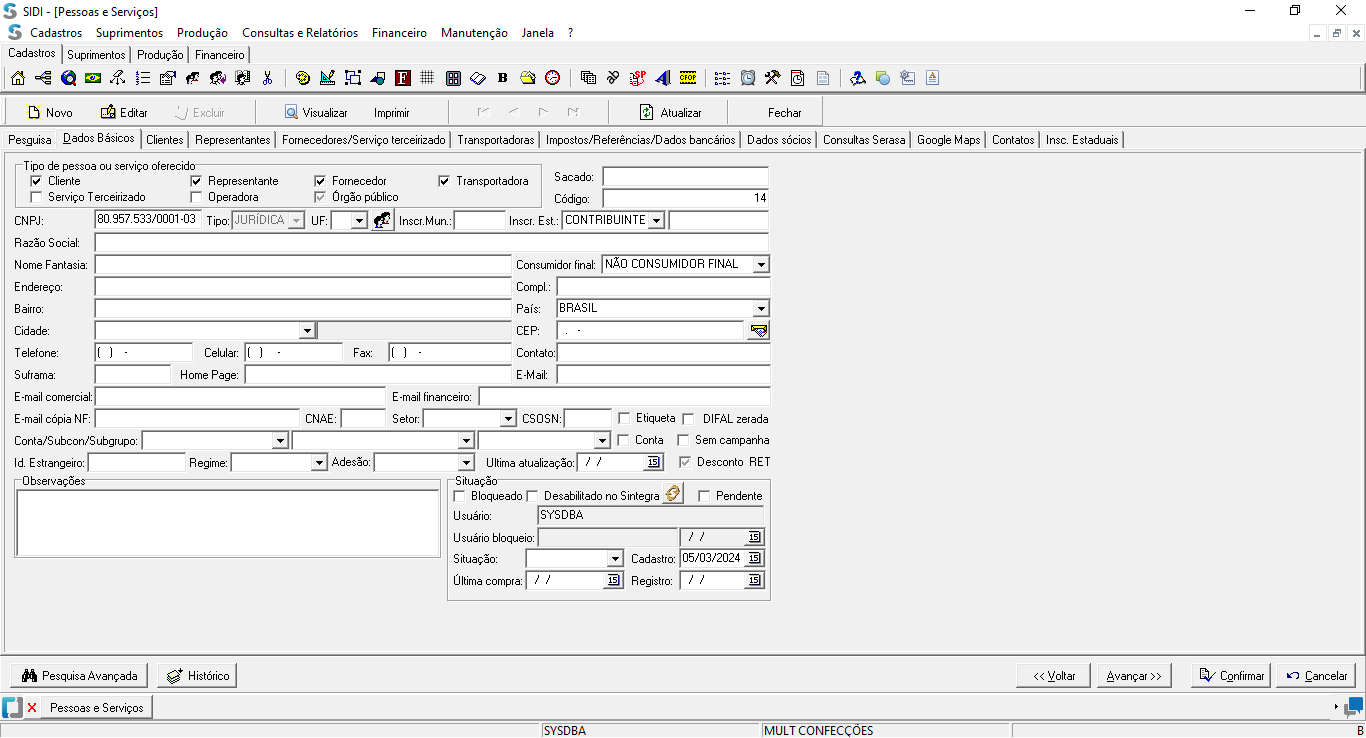 SIDI - [Pessoas e Serviços]
Cadastros Suprimentos Produção Consultas e Relatórios Financeiro Manutenção Janela ?
Cadastros Suprimentos Produção Financeiro
Novo Editar Excluir Visualizar Imprimir Atualizar Fechar
Pesquisa Dados Básicos Clientes Representantes Fornecedores/Serviço terceirizado Transportadoras Impostos/Referências/Dados bancários Dados sócios Consultas Serasa Google Maps Contatos Insc. Estaduais
Tipo de pessoa ou serviço oferecido
Cliente Representante Fornecedor Transportadora Sacado:
Serviço Terceirizado Operadora Órgão público Código: 14
CNPJ: 80.957.533/0001-03 Tipo: JURÍDICA UF: Inscr.Mun.: Inscr. Est.: CONTRIBUINTE
Razão Social:
Nome Fantasia: Consumidor final: NÃO CONSUMIDOR FINAL
Endereço: Compl.:
Bairro: País: BRASIL
Cidade: CEP: . -
Telefone: ( ) - Celular: ( ) - Fax: ( ) - Contato:
Suframa: Home Page: E-Mail:
E-mail comercial: E-mail financeiro:
E-mail cópia NF: CNAE: Setor: CSOSN: Etiqueta DIFAL zerada
Conta/Subcon/Subgrupo: Conta Sem campanha
Id. Estrangeiro: Regime: Adesão: Ultima atualização: / / 15 Desconto RET
Observações Situação
Bloqueado Desabilitado no Sintegra Pendente
Usuário: SYSDBA
Usuário bloqueio: / / 15
Situação: Cadastro: 05/03/2024 15
Última compra: / / 15 Registro: / / 15
Pesquisa Avançada Histórico << Voltar Avançar >> Confirmar Cancelar
Pessoas e Serviços
SYSDBA MULT CONFECÇÕES B